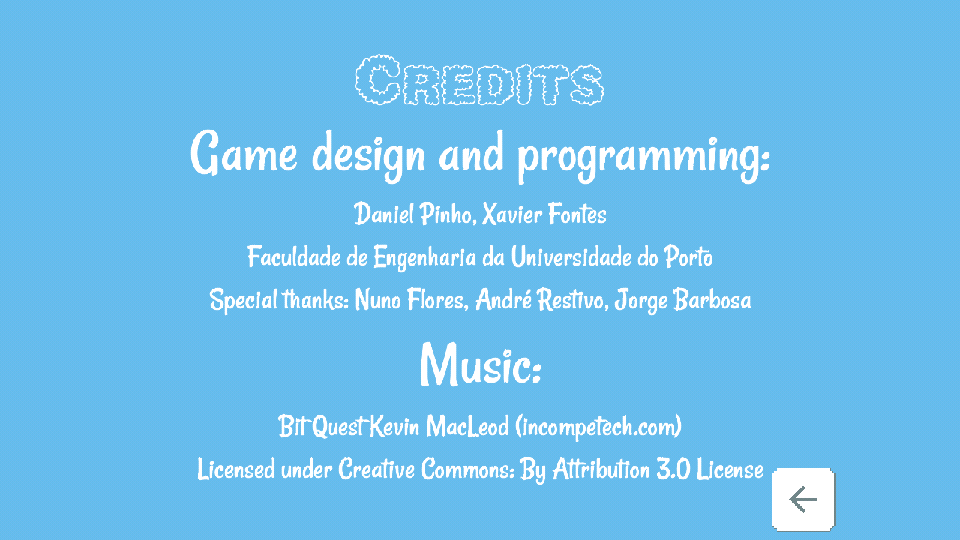 Credits
Game design and programming:
Daniel Pinho, Xavier Fontes
Faculdade de Engenharia da Universidade do Porto
Special thanks: Nuno Flores, André Restivo, Jorge Barbosa
Music:
Bit Quest Kevin MacLeod (incompetech.com)
Licensed under Creative Commons: By Attribution 3.0 License